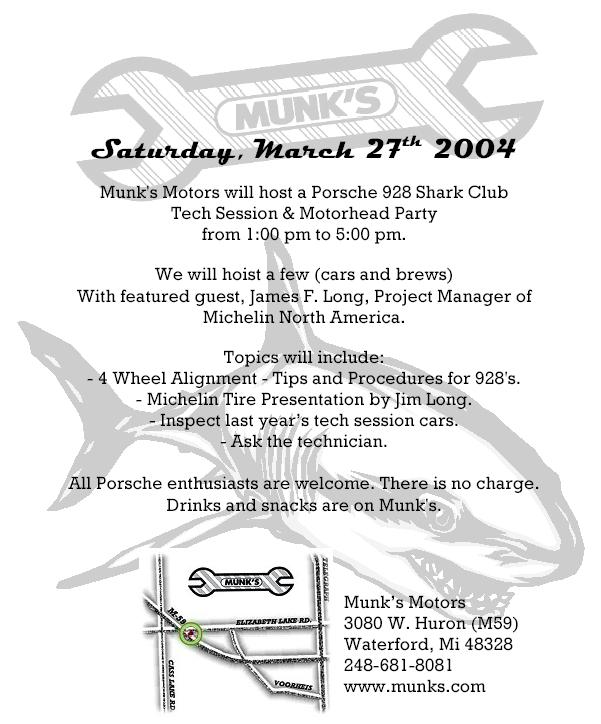 MUNK'S
Saturday, March 27th 2004
Munk's Motors will host a Porsche 928 Shark Club
Tech Session & Motorhead Party
from 1:00 pm to 5:00 pm.
We will hoist a few (cars and brews)
With featured guest, James F. Long, Project Manager of
Michelin North America.
Topics will include:
- 4 Wheel Alignment - Tips and Procedures for 928's.
- Michelin Tire Presentation by Jim Long.
- Inspect last year's tech session cars.
- Ask the technician.
All Porsche enthusiasts are welcome. There is no charge.
Drinks and snacks are on Munk's.
MUNK'S
TELEGRAPH
M-59
ELIZABETH LAKE RD.
CASS LAKE RD.
VOORHEIS
Munk's Motors
3080 W. Huron (M59)
Waterford, Mi 48328
248-681-8081
www.munks.com